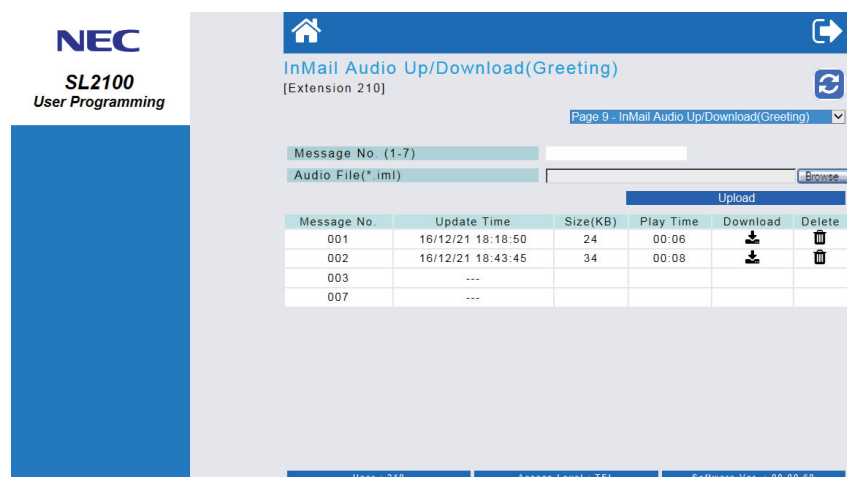 NEC
SL2100
User Programming
InMail Audio Up/Download(Greeting)
[Extension 210]
Page 9 - InMail Audio Up/Download(Greeting)
Message No. (1-7)
Audio File(*.iml)
Browse...
Upload
Message No. Update Time Size(KB) Play Time Download Delete
001 16/12/21 18:18:50 24 00:06
002 16/12/21 18:43:45 34 00:08
003 ---
007 ---